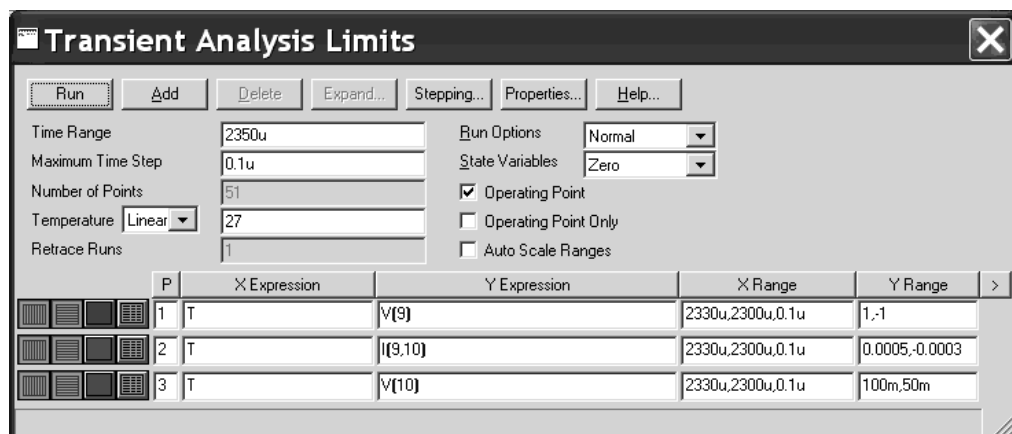 Transient Analysis Limits
Run Add Delete Expand... Stepping... Properties... Help...
Time Range 2350u Run Options Normal
Maximum Time Step 0.1u State Variables Zero
Number of Points 51 Operating Point
Temperature Linear 27 Operating Point Only
Retrace Runs 1 Auto Scale Ranges
P X Expression Y Expression X Range Y Range >
1 T V(9) 2330u,2300u,0.1u 1,-1
2 T I(9,10) 2330u,2300u,0.1u 0.0005,-0.0003
3 T V(10) 2330u,2300u,0.1u 100m,50m